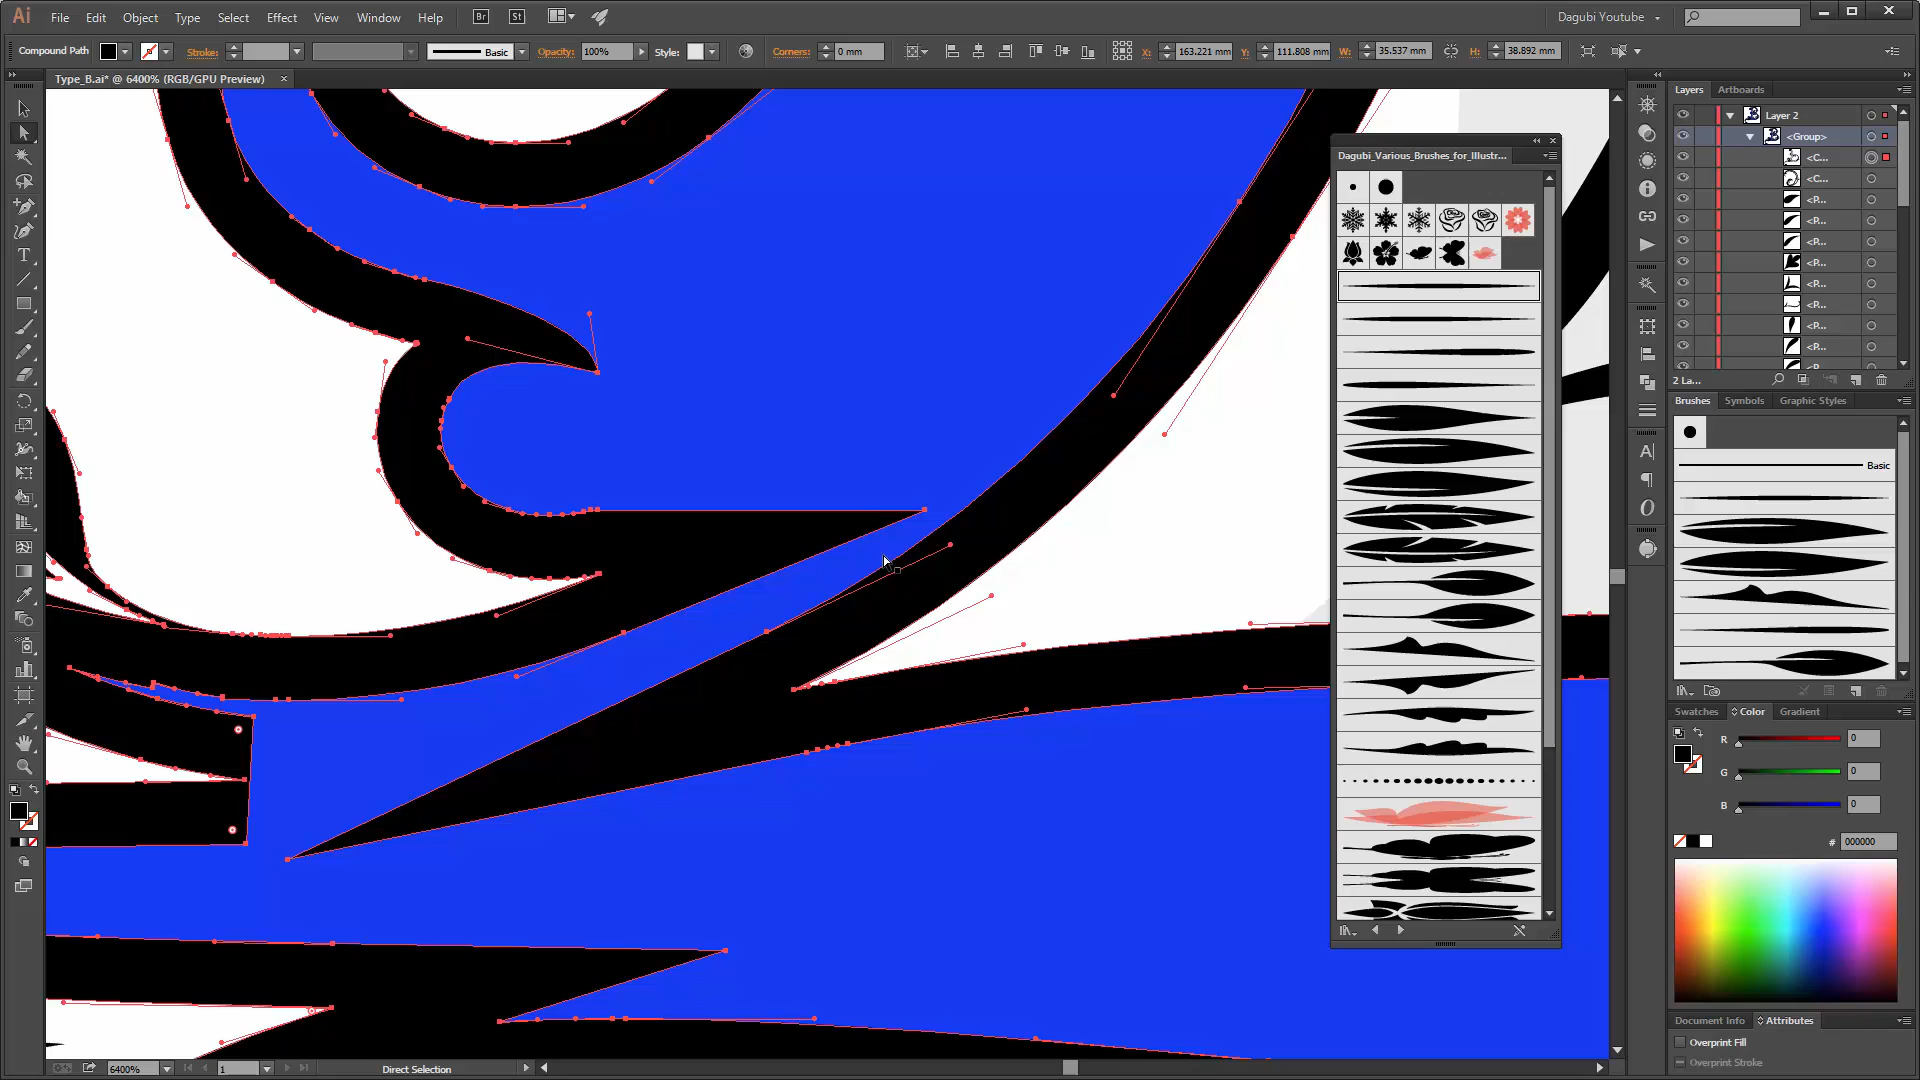 Ai File Edit Object Type Select Effect View Window Help Br St Dagubi Youtube
Compound Path Stroke: Basic Opacity: 100% Style: Corners: 0 mm X: 163.221 mm Y: 111.808 mm W: 35.537 mm H: 38.892 mm
Type_B.ai* @ 6400% (RGB/GPU Preview)
Layers Artboards
Layer 2
<Group>
<C...
<C...
<P...
<P...
<P...
<P...
<P...
<P...
<P...
<P...
<P...
2 La...
Dagubi_Various_Brushes_for_Illustr...
Brushes Symbols Graphic Styles
Basic
Swatches Color Gradient
R 0
G 0
B 0
# 000000
Document Info Attributes
Overprint Fill
Overprint Stroke
6400% 1 Direct Selection